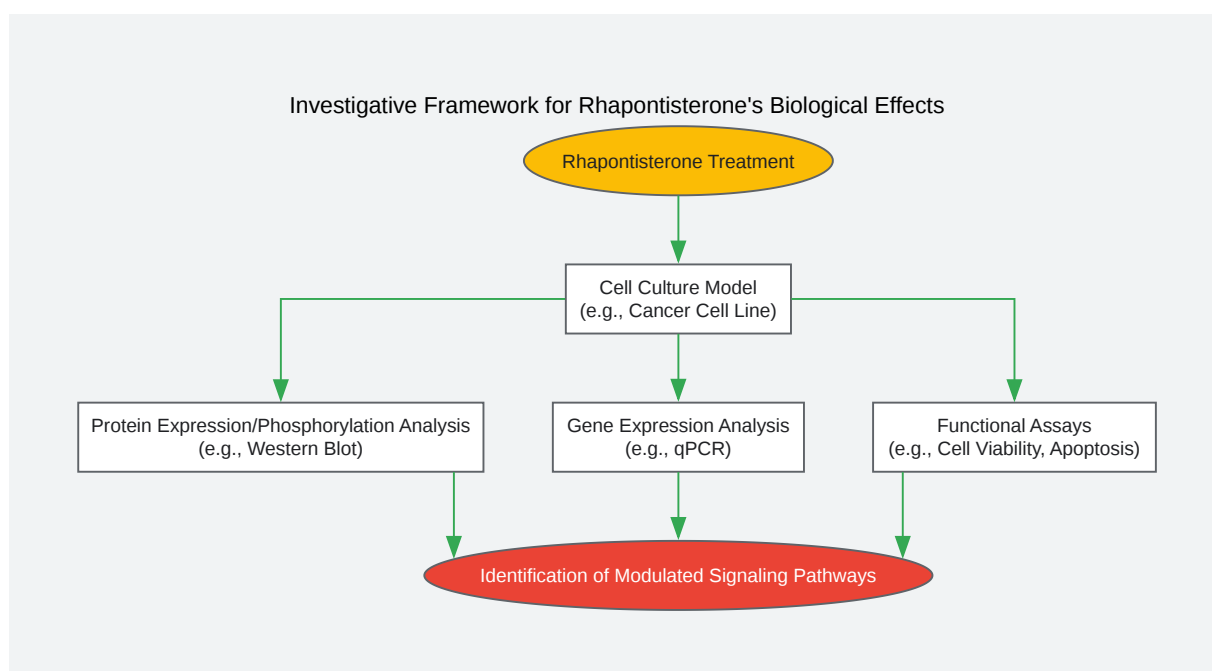 Investigative Framework for Rhapontisterone's Biological Effects
Rhapontisterone Treatment
Cell Culture Model
(e.g., Cancer Cell Line)
Protein Expression/Phosphorylation Analysis
(e.g., Western Blot)
Gene Expression Analysis
(e.g., qPCR)
Functional Assays
(e.g., Cell Viability, Apoptosis)
Identification of Modulated Signaling Pathways